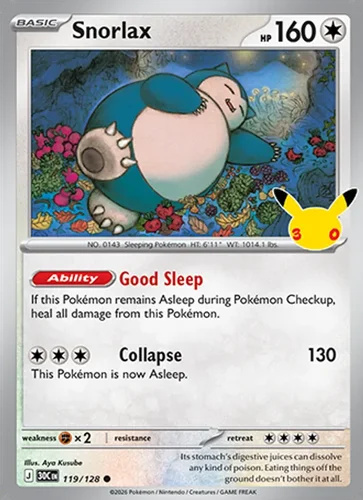 BASIC
Snorlax
HP 160
30
NO. 0143 Sleeping Pokémon HT: 6'11" WT: 1014.1 lbs.
Ability Good Sleep
If this Pokémon remains Asleep during Pokémon Checkup,
heal all damage from this Pokémon.
Collapse 130
This Pokémon is now Asleep.
weakness ×2 resistance retreat
Illus. Aya Kusube
J 30C EN 119/128
Its stomach's digestive juices can dissolve
any kind of poison. Eating things off the
ground doesn't bother it at all.
©2026 Pokémon / Nintendo / Creatures / GAME FREAK